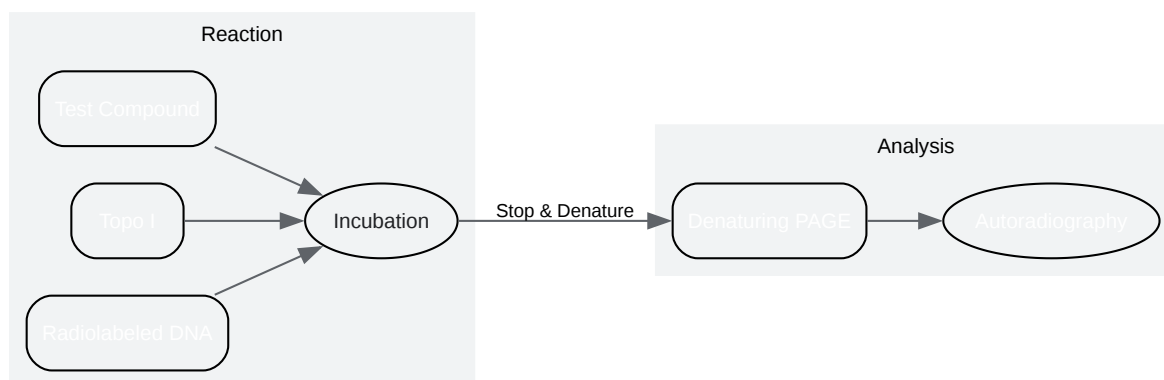 Reaction
Test Compound
Topo I
Radiolabeled DNA
Incubation
Stop & Denature
Analysis
Denaturing PAGE
Autoradiography